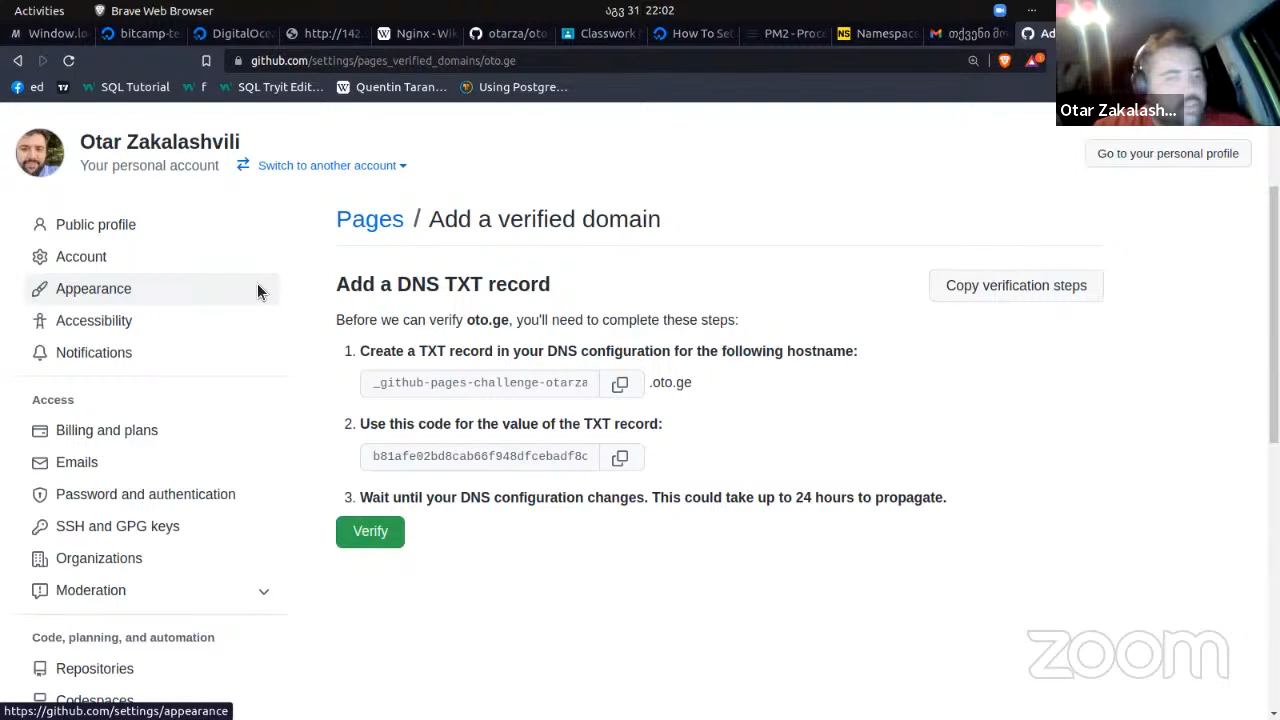 Activities
Brave Web Browser
აგვ 31 22:02
Window.lo
bitcamp-te
DigitalOce
http://142.
Nginx - Wik
otarza/oto
Classwork
How To Set
PM2 - Proc
Namespac
თქვენი მი
Ad
github.com/settings/pages_verified_domains/oto.ge
ed
SQL Tutorial
f
SQL Tryit Edit…
Quentin Taran…
Using Postgre…
Otar Zakalash...
Otar Zakalashvili
Your personal account
Switch to another account
Go to your personal profile
Public profile
Account
Appearance
Accessibility
Notifications
Access
Billing and plans
Emails
Password and authentication
SSH and GPG keys
Organizations
Moderation
Code, planning, and automation
Repositories
Codespaces
Pages / Add a verified domain
Add a DNS TXT record
Copy verification steps
Before we can verify oto.ge, you'll need to complete these steps:
1. Create a TXT record in your DNS configuration for the following hostname:
_github-pages-challenge-otarza
.oto.ge
2. Use this code for the value of the TXT record:
b81afe02bd8cab66f948dfcebadf8c
3. Wait until your DNS configuration changes. This could take up to 24 hours to propagate.
Verify
zoom
https://github.com/settings/appearance